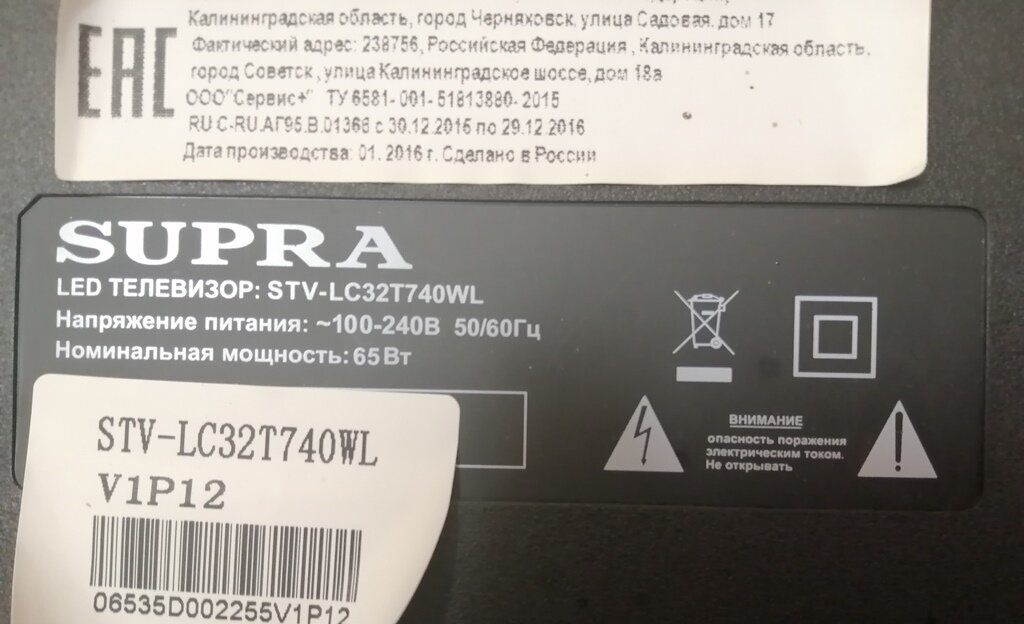 Калининградская область, город Черняховск, улица Садовая, дом 17
Фактический адрес: 238756, Российская Федерация, Калининградская область,
город Советск, улица Калининградское шоссе, дом 18а
ООО"Сервис+" ТУ 6581-001-51813880-2015
RU C-RU.АГ95.В.01366 с 30.12.2015 по 29.12.2016
Дата производства: 01. 2016 г. Сделано в России
EAC
SUPRA
LED ТЕЛЕВИЗОР: STV-LC32T740WL
Напряжение питания: ~100-240В 50/60Гц
Номинальная мощность: 65 Вт
ВНИМАНИЕ
опасность поражения
электрическим током.
Не открывать
STV-LC32T740WL
V1P12
06535D002255V1P12